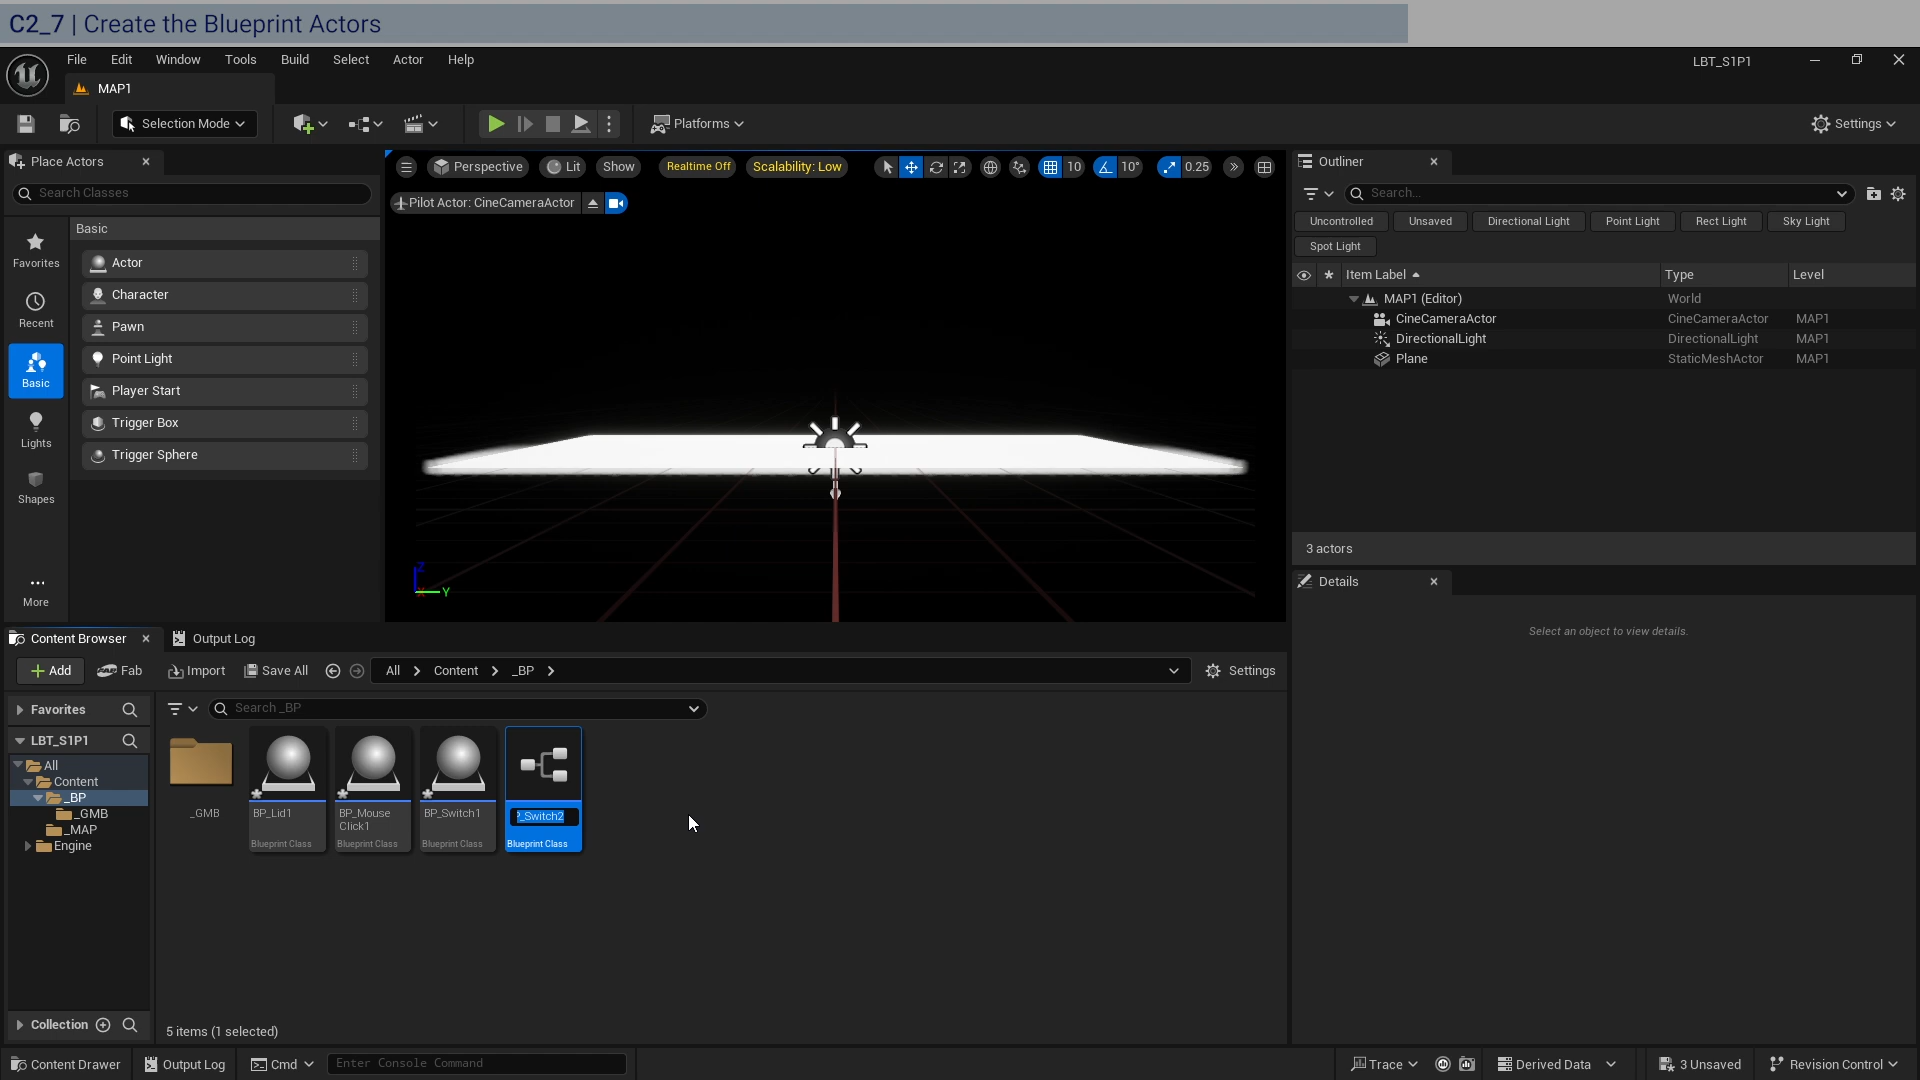 C2_7 | Create the Blueprint Actors
File Edit Window Tools Build Select Actor Help
LBT_S1P1
MAP1
Selection Mode
Platforms
Settings
Place Actors
Search Classes
Basic
Favorites
Recent
Basic
Lights
Shapes
More
Actor
Character
Pawn
Point Light
Player Start
Trigger Box
Trigger Sphere
Perspective Lit Show Realtime Off Scalability: Low 10 10° 0.25
Pilot Actor: CineCameraActor
Z
Y
Outliner
Search...
Uncontrolled Unsaved Directional Light Point Light Rect Light Sky Light
Spot Light
Item Label Type Level
MAP1 (Editor) World
CineCameraActor CineCameraActor MAP1
DirectionalLight DirectionalLight MAP1
Plane StaticMeshActor MAP1
3 actors
Details
Select an object to view details.
Content Browser Output Log
Add Fab Import Save All All Content _BP Settings
Favorites
LBT_S1P1
All
Content
_BP
_GMB
_MAP
Engine
Collection
Search _BP
_GMB
BP_Lid1
Blueprint Class
BP_Mouse
Click1
Blueprint Class
BP_Switch1
Blueprint Class
P_Switch2
Blueprint Class
5 items (1 selected)
Content Drawer Output Log Cmd Enter Console Command Trace Derived Data 3 Unsaved Revision Control